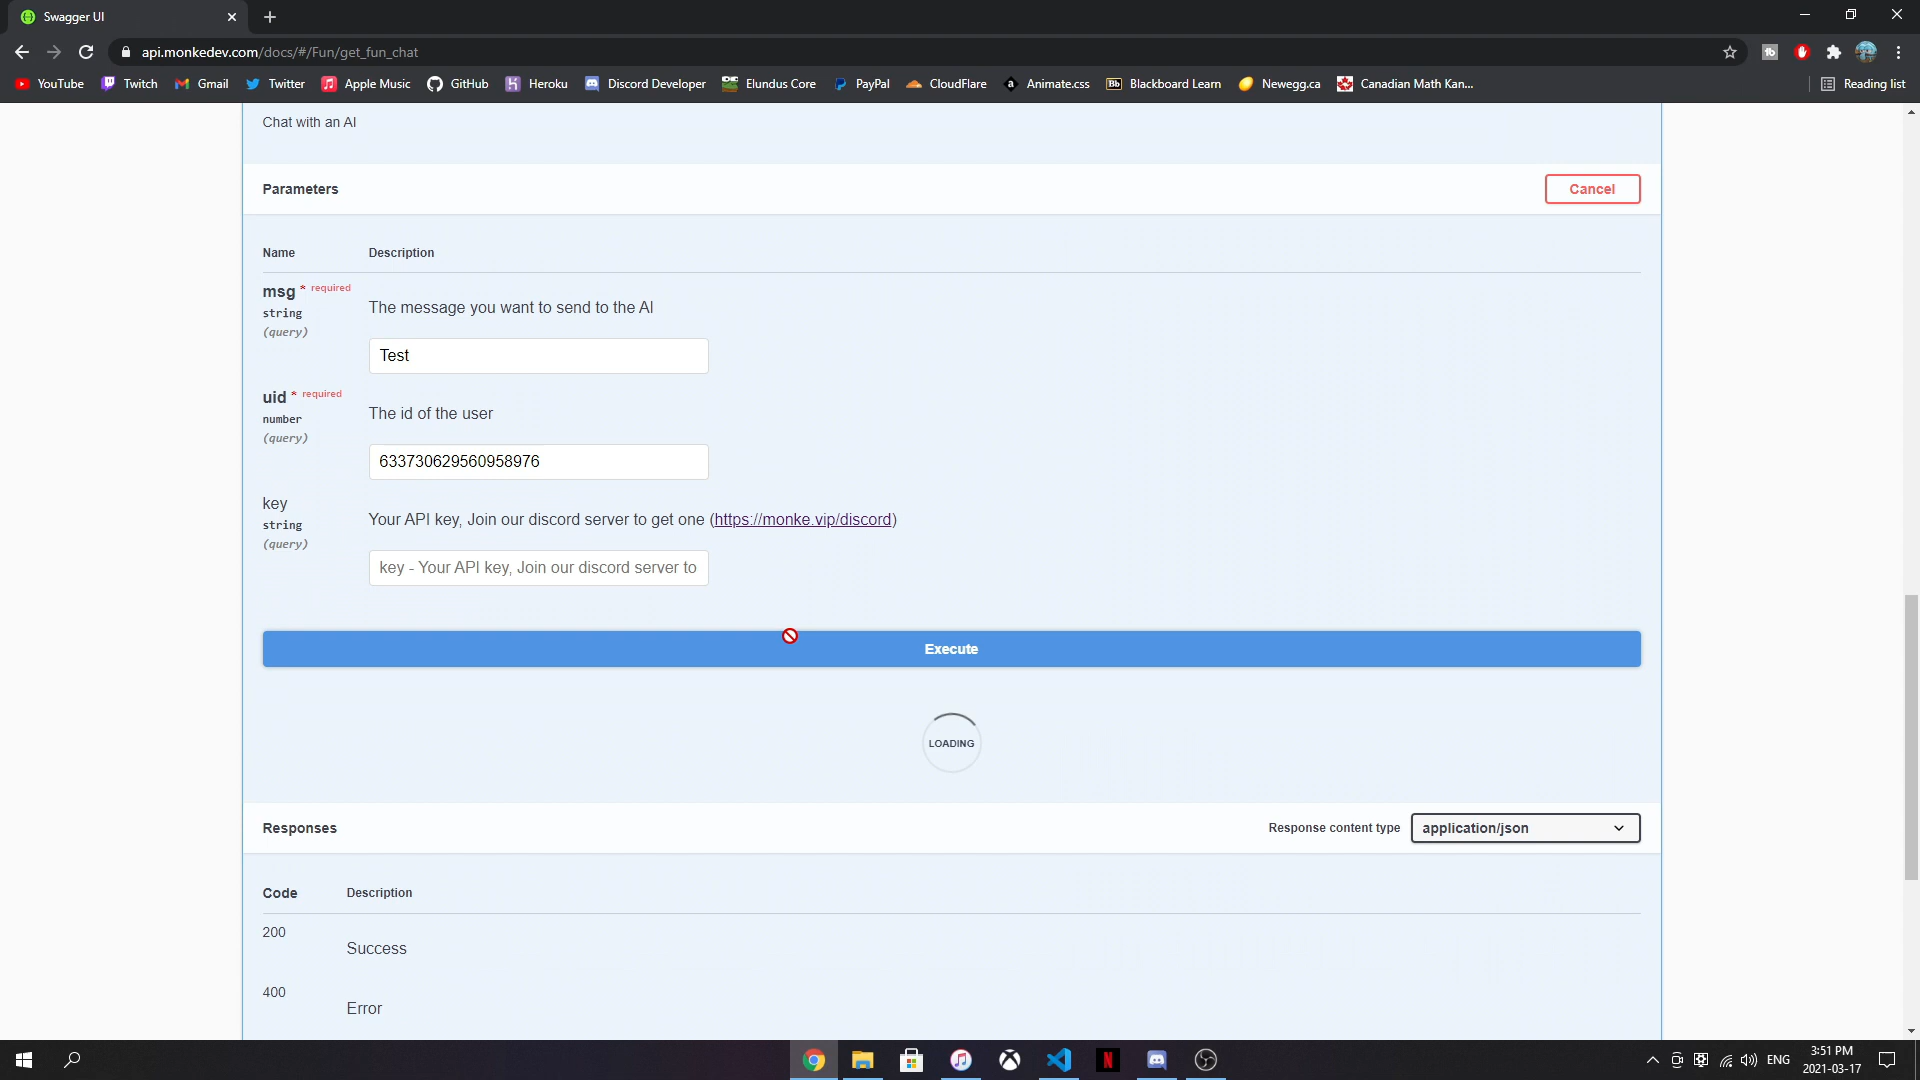 Swagger UI
api.monkedev.com/docs/#/Fun/get_fun_chat
YouTube Twitch Gmail Twitter Apple Music GitHub Heroku Discord Developer Elundus Core PayPal CloudFlare Animate.css Blackboard Learn Newegg.ca Canadian Math Kan... Reading list
Chat with an AI
Parameters Cancel
Name Description
msg * required
string
(query)
The message you want to send to the AI
Test
uid * required
number
(query)
The id of the user
633730629560958976
key
string
(query)
Your API key, Join our discord server to get one (https://monke.vip/discord)
key - Your API key, Join our discord server to
Execute
LOADING
Responses Response content type application/json
Code Description
200 Success
400 Error
ENG 3:51 PM
2021-03-17